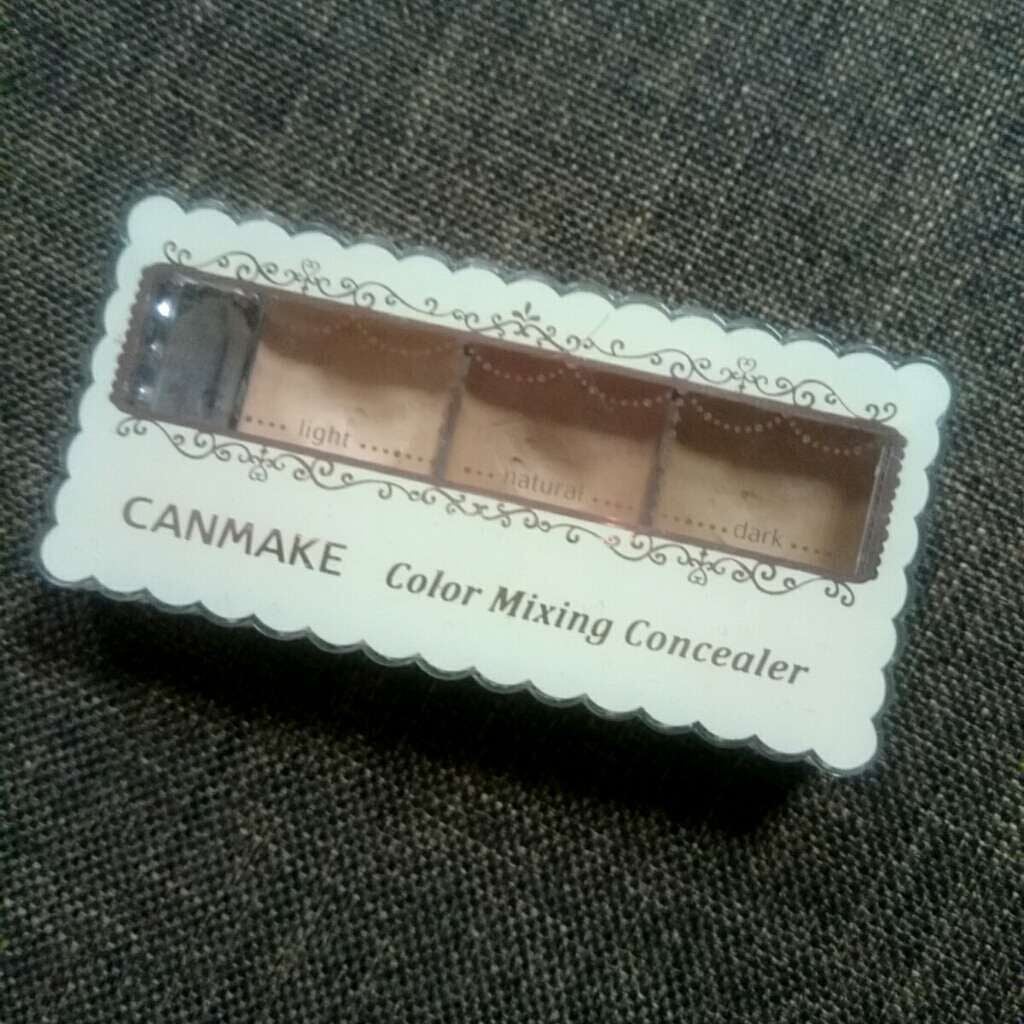 light
natural
dark
CANMAKE Color Mixing Concealer